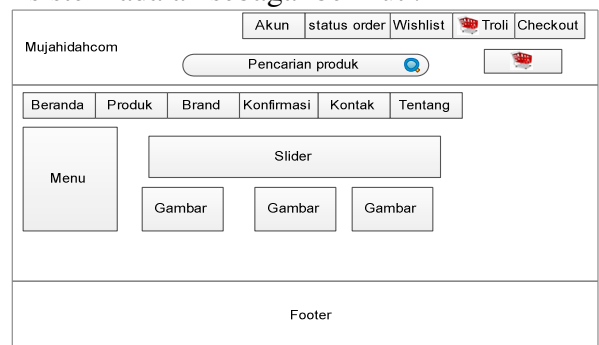 Akun status order Wishlist Troli Checkout
Mujahidahcom
Pencarian produk
Beranda Produk Brand Konfirmasi Kontak Tentang
Slider
Menu
Gambar Gambar Gambar
Footer